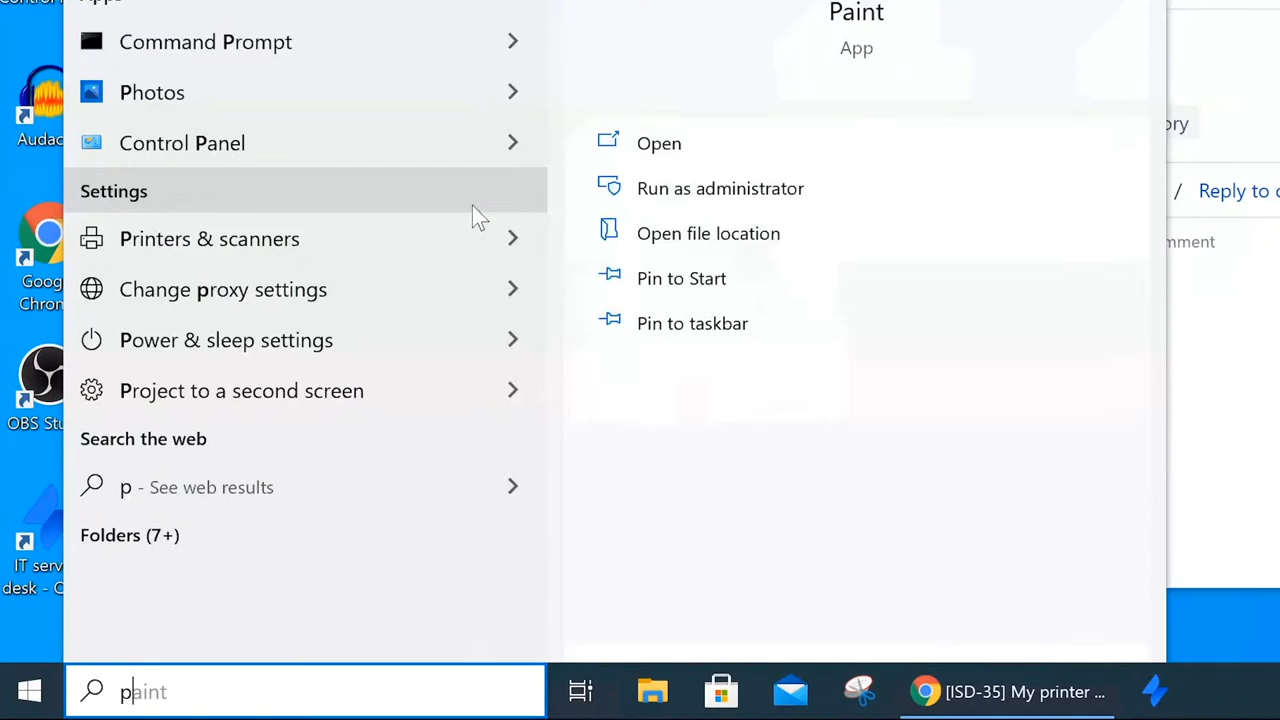 Paint
App
Command Prompt
Photos
Control Panel
Settings
Printers & scanners
Change proxy settings
Power & sleep settings
Project to a second screen
Search the web
p - See web results
Folders (7+)
Open
Run as administrator
Open file location
Pin to Start
Pin to taskbar
Audac
Goog
Chron
OBS Stu
IT serv
desk - C
ory
/ Reply to c
mment
paint
[ISD-35] My printer ...